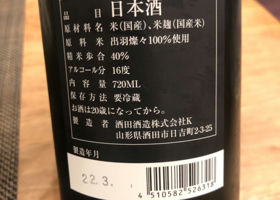 品目 日本酒
原材料名 米(国産)、米麹(国産米)
原料米 出羽燦々100%使用
精米歩合 40%
アルコール分 16度
内容量 720ML
保存方法 要冷蔵
お酒は20歳になってから。
製造者 酒田酒造株式会社K
山形県酒田市日吉町2-3-25
製造年月
22.3.
4 510582 526318